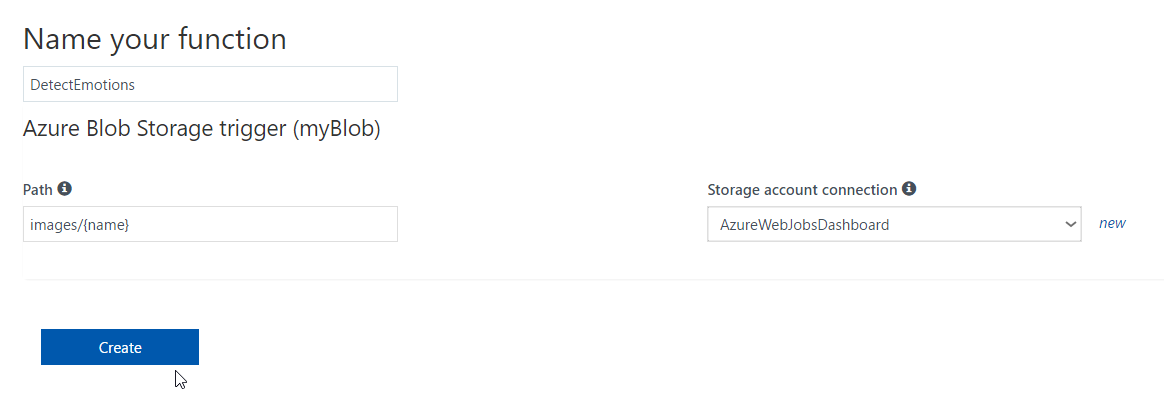 Name your function
DetectEmotions
Azure Blob Storage trigger (myBlob)
Path
Storage account connection
images/{name}
AzureWebJobsDashboard
new
Create